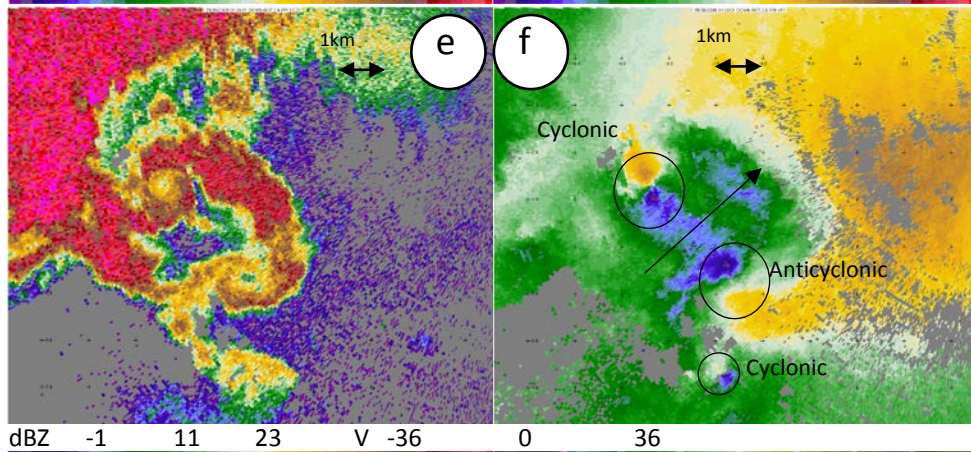 e
f
1km
1km
Cyclonic
Anticyclonic
Cyclonic
dBZ -1 11 23 V -36 0 36